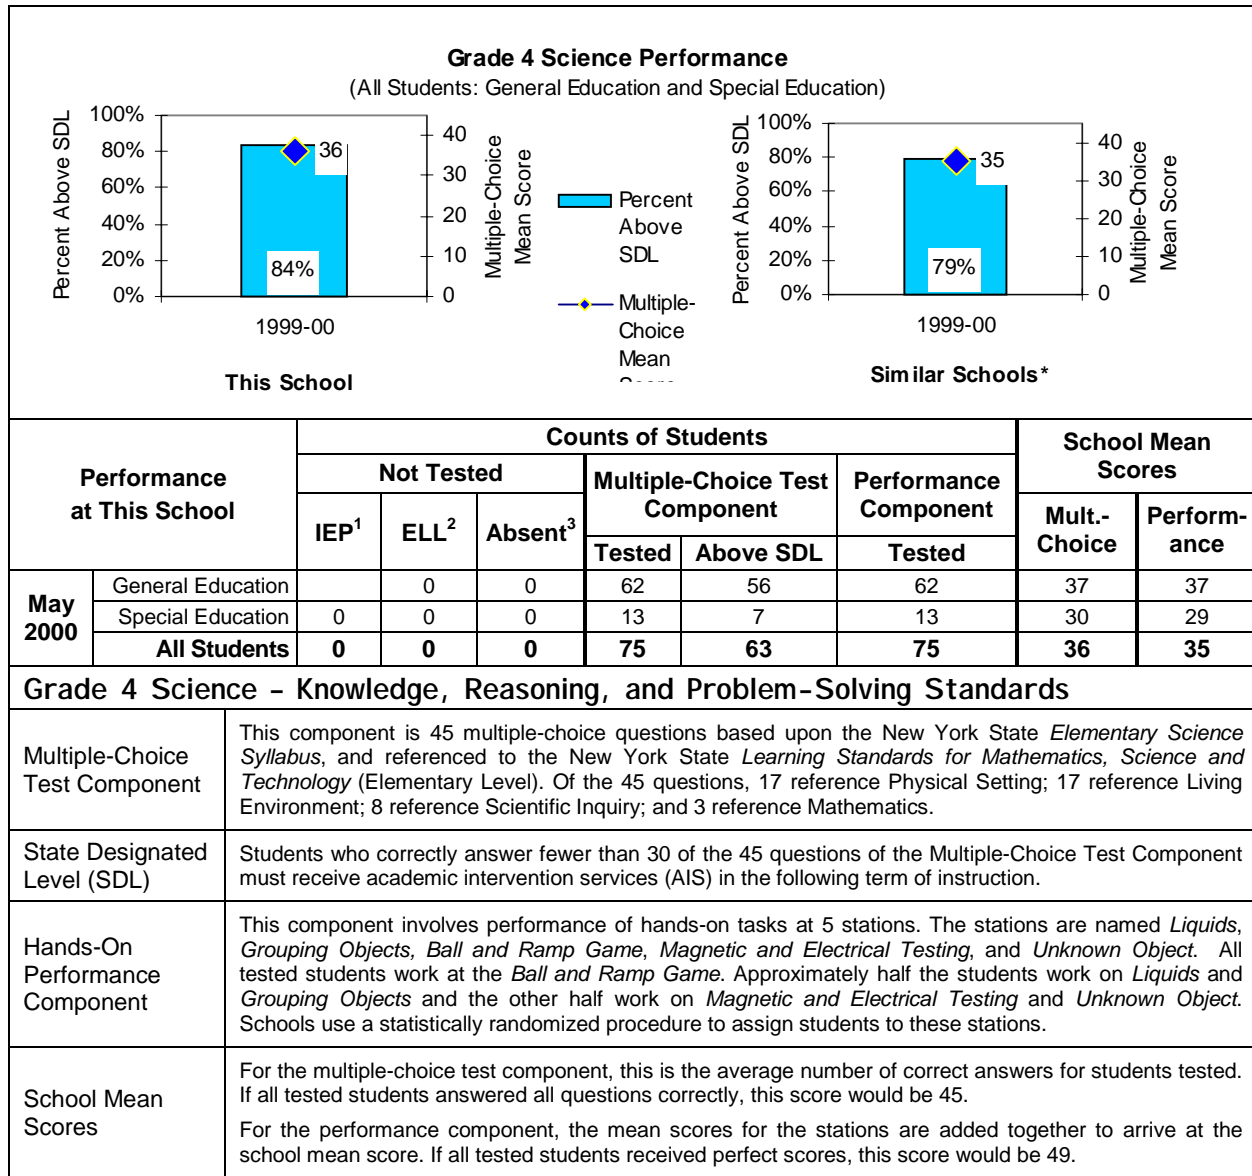 Grade 4 Science Performance
(All Students: General Education and Special Education)
Percent Above SDL
100%
80%
60%
40%
20%
0%
36
84%
40
30
20
10
0
Multiple-Choice
Mean Score
1999-00
This School
Percent
Above
SDL
Multiple-
Choice
Mean
Percent Above SDL
100%
80%
60%
40%
20%
0%
35
79%
40
30
20
10
0
Multiple-Choice
Mean Score
1999-00
Similar Schools*
Performance
at This School
Counts of Students
School Mean
Scores
Not Tested
Multiple-Choice Test
Component
Performance
Component
IEP1 ELL2 Absent3
Tested Above SDL Tested
Mult.-
Choice
Perform-
ance
May
2000
General Education 0 0 62 56 62 37 37
Special Education 0 0 0 13 7 13 30 29
All Students 0 0 0 75 63 75 36 35
Grade 4 Science – Knowledge, Reasoning, and Problem-Solving Standards
Multiple-Choice
Test Component
This component is 45 multiple-choice questions based upon the New York State Elementary Science
Syllabus, and referenced to the New York State Learning Standards for Mathematics, Science and
Technology (Elementary Level). Of the 45 questions, 17 reference Physical Setting; 17 reference Living
Environment; 8 reference Scientific Inquiry; and 3 reference Mathematics.
State Designated
Level (SDL)
Students who correctly answer fewer than 30 of the 45 questions of the Multiple-Choice Test Component
must receive academic intervention services (AIS) in the following term of instruction.
Hands-On
Performance
Component
This component involves performance of hands-on tasks at 5 stations. The stations are named Liquids,
Grouping Objects, Ball and Ramp Game, Magnetic and Electrical Testing, and Unknown Object. All
tested students work at the Ball and Ramp Game. Approximately half the students work on Liquids and
Grouping Objects and the other half work on Magnetic and Electrical Testing and Unknown Object.
Schools use a statistically randomized procedure to assign students to these stations.
School Mean
Scores
For the multiple-choice test component, this is the average number of correct answers for students tested.
If all tested students answered all questions correctly, this score would be 45.
For the performance component, the mean scores for the stations are added together to arrive at the
school mean score. If all tested students received perfect scores, this score would be 49.